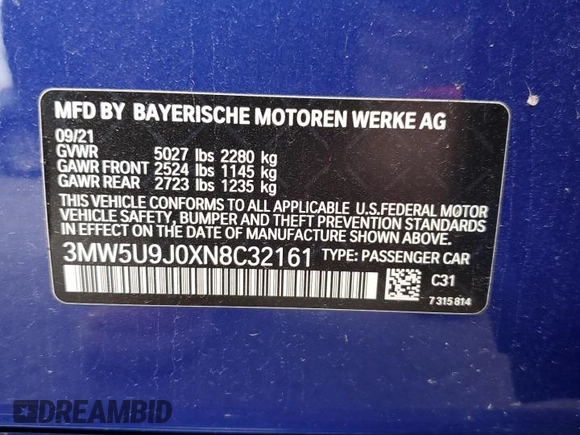 MFD BY BAYERISCHE MOTOREN WERKE AG
09/21
GVWR 5027 lbs 2280 kg
GAWR FRONT 2524 lbs 1145 kg
GAWR REAR 2723 lbs 1235 kg
THIS VEHICLE CONFORMS TO ALL APPLICABLE U.S.FEDERAL MOTOR
VEHICLE SAFETY, BUMPER AND THEFT PREVENTION STANDARDS
IN EFFECT ON THE DATE OF MANUFACTURE SHOWN ABOVE.
3MW5U9J0XN8C32161 TYPE: PASSENGER CAR
C31
7 315 814
DREAMBID